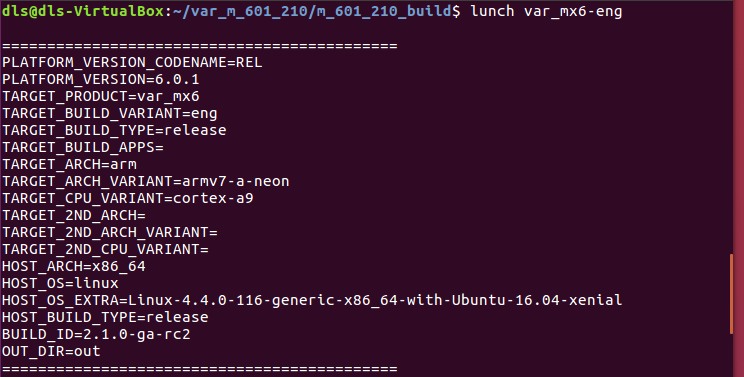 dls@dls-VirtualBox:~/var_m_601_210/m_601_210_build$ lunch var_mx6-eng
============================================
PLATFORM_VERSION_CODENAME=REL
PLATFORM_VERSION=6.0.1
TARGET_PRODUCT=var_mx6
TARGET_BUILD_VARIANT=eng
TARGET_BUILD_TYPE=release
TARGET_BUILD_APPS=
TARGET_ARCH=arm
TARGET_ARCH_VARIANT=armv7-a-neon
TARGET_CPU_VARIANT=cortex-a9
TARGET_2ND_ARCH=
TARGET_2ND_ARCH_VARIANT=
TARGET_2ND_CPU_VARIANT=
HOST_ARCH=x86_64
HOST_OS=linux
HOST_OS_EXTRA=Linux-4.4.0-116-generic-x86_64-with-Ubuntu-16.04-xenial
HOST_BUILD_TYPE=release
BUILD_ID=2.1.0-ga-rc2
OUT_DIR=out
============================================